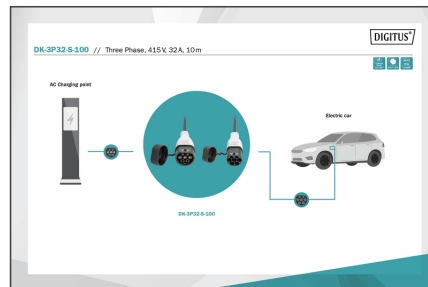 DIGITUS®
DK-3P32-S-100 // Three Phase, 415 V, 32 A, 10 m
AC Charging point
Electric car
DK-3P32-S-100